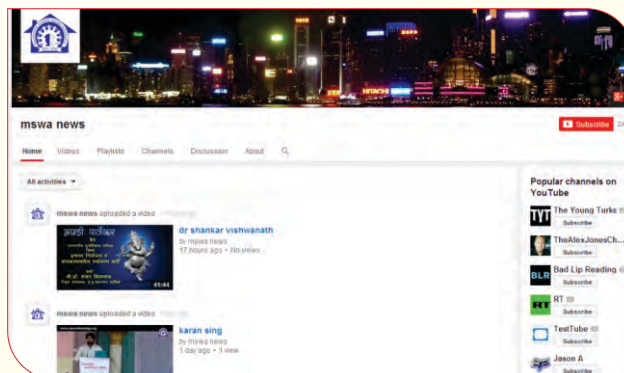 HITACHI
mswa news
Subscribe
Home Videos Playlists Channels Discussion About
All activities
mswa news uploaded a video
dr shankar vishwanath
by mswa news
17 hours ago • No views
41:44
mswa news uploaded a video
karan sing
by mswa news
1 day ago • 1 view
Popular channels on
YouTube
TYT
The Young Turks
Subscribe
TheAlexJonesCh...
Subscribe
BLR
Bad Lip Reading
Subscribe
RT
RT
Subscribe
TestTube
Subscribe
Jason A
Subscribe